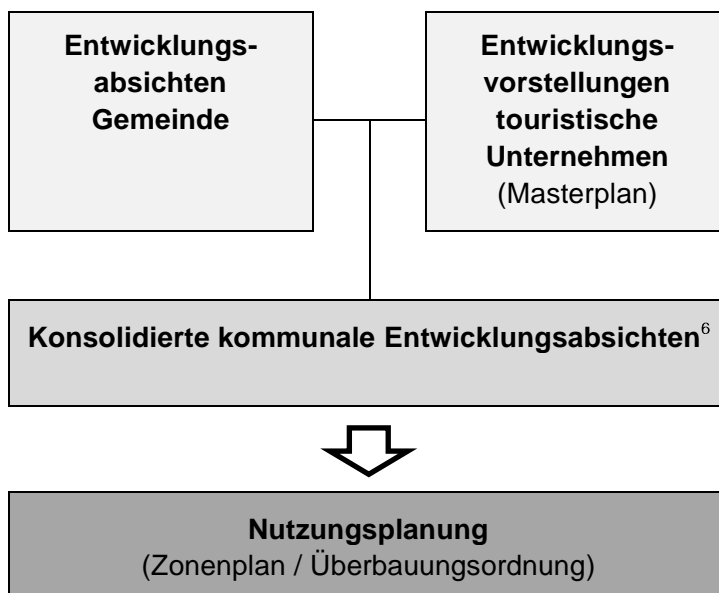 Entwicklungs-
absichten
Gemeinde
Entwicklungs-
vorstellungen
touristische
Unternehmen
(Masterplan)
Konsolidierte kommunale Entwicklungsabsichten⁶
Nutzungsplanung
(Zonenplan / Überbauungsordnung)